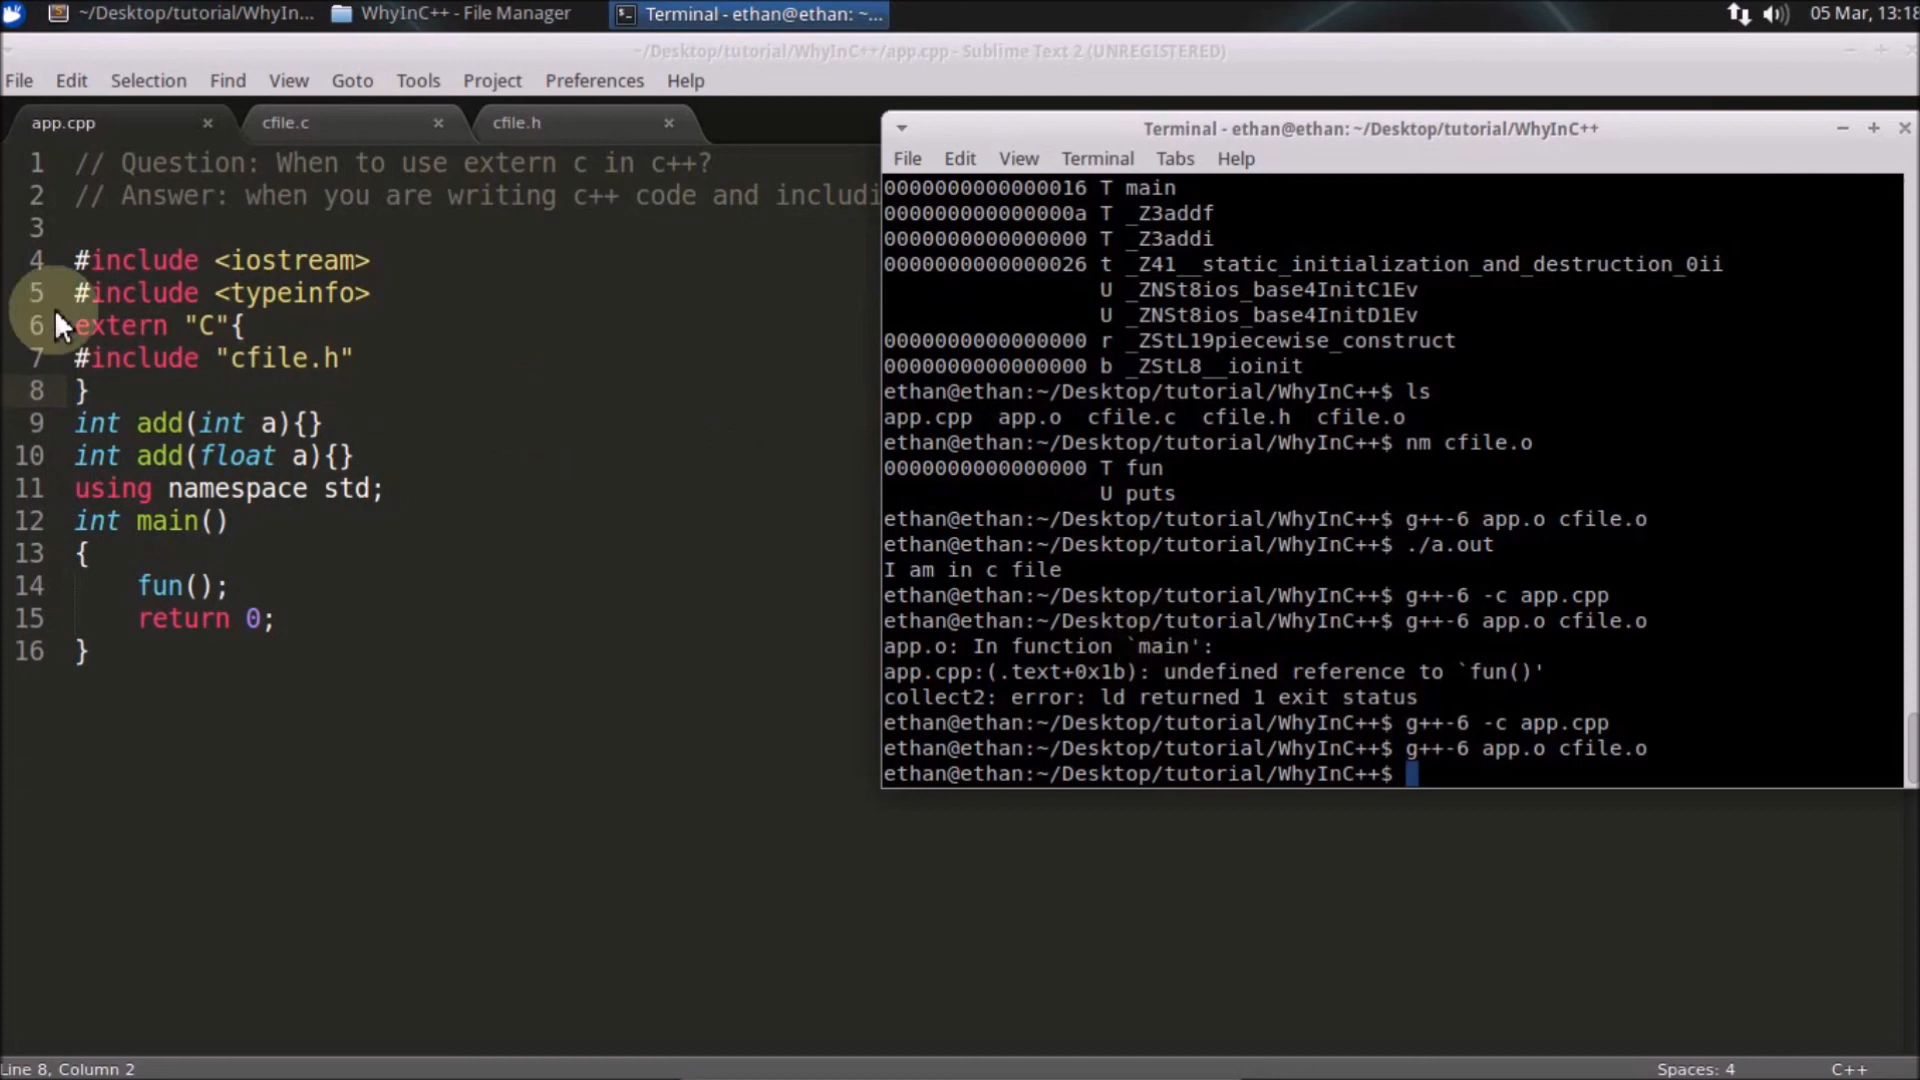 ~/Desktop/tutorial/WhyIn... WhyInC++ - File Manager Terminal - ethan@ethan: ~... 05 Mar, 13:18
~/Desktop/tutorial/WhyInC++/app.cpp - Sublime Text 2 (UNREGISTERED)
File Edit Selection Find View Goto Tools Project Preferences Help
app.cpp × cfile.c × cfile.h ×
1 // Question: When to use extern c in c++?
2 // Answer: when you are writing c++ code and includi
3
4 #include <iostream>
5 #include <typeinfo>
6 extern "C"{
7 #include "cfile.h"
8 }
9 int add(int a){}
10 int add(float a){}
11 using namespace std;
12 int main()
13 {
14 fun();
15 return 0;
16 }
Terminal - ethan@ethan: ~/Desktop/tutorial/WhyInC++
File Edit View Terminal Tabs Help
0000000000000016 T main
000000000000000a T _Z3addf
0000000000000000 T _Z3addi
0000000000000026 t _Z41__static_initialization_and_destruction_0ii
U _ZNSt8ios_base4InitC1Ev
U _ZNSt8ios_base4InitD1Ev
0000000000000000 r _ZStL19piecewise_construct
0000000000000000 b _ZStL8__ioinit
ethan@ethan:~/Desktop/tutorial/WhyInC++$ ls
app.cpp app.o cfile.c cfile.h cfile.o
ethan@ethan:~/Desktop/tutorial/WhyInC++$ nm cfile.o
0000000000000000 T fun
U puts
ethan@ethan:~/Desktop/tutorial/WhyInC++$ g++-6 app.o cfile.o
ethan@ethan:~/Desktop/tutorial/WhyInC++$ ./a.out
I am in c file
ethan@ethan:~/Desktop/tutorial/WhyInC++$ g++-6 -c app.cpp
ethan@ethan:~/Desktop/tutorial/WhyInC++$ g++-6 app.o cfile.o
app.o: In function `main':
app.cpp:(.text+0x1b): undefined reference to `fun()'
collect2: error: ld returned 1 exit status
ethan@ethan:~/Desktop/tutorial/WhyInC++$ g++-6 -c app.cpp
ethan@ethan:~/Desktop/tutorial/WhyInC++$ g++-6 app.o cfile.o
ethan@ethan:~/Desktop/tutorial/WhyInC++$
Line 8, Column 2 Spaces: 4 C++